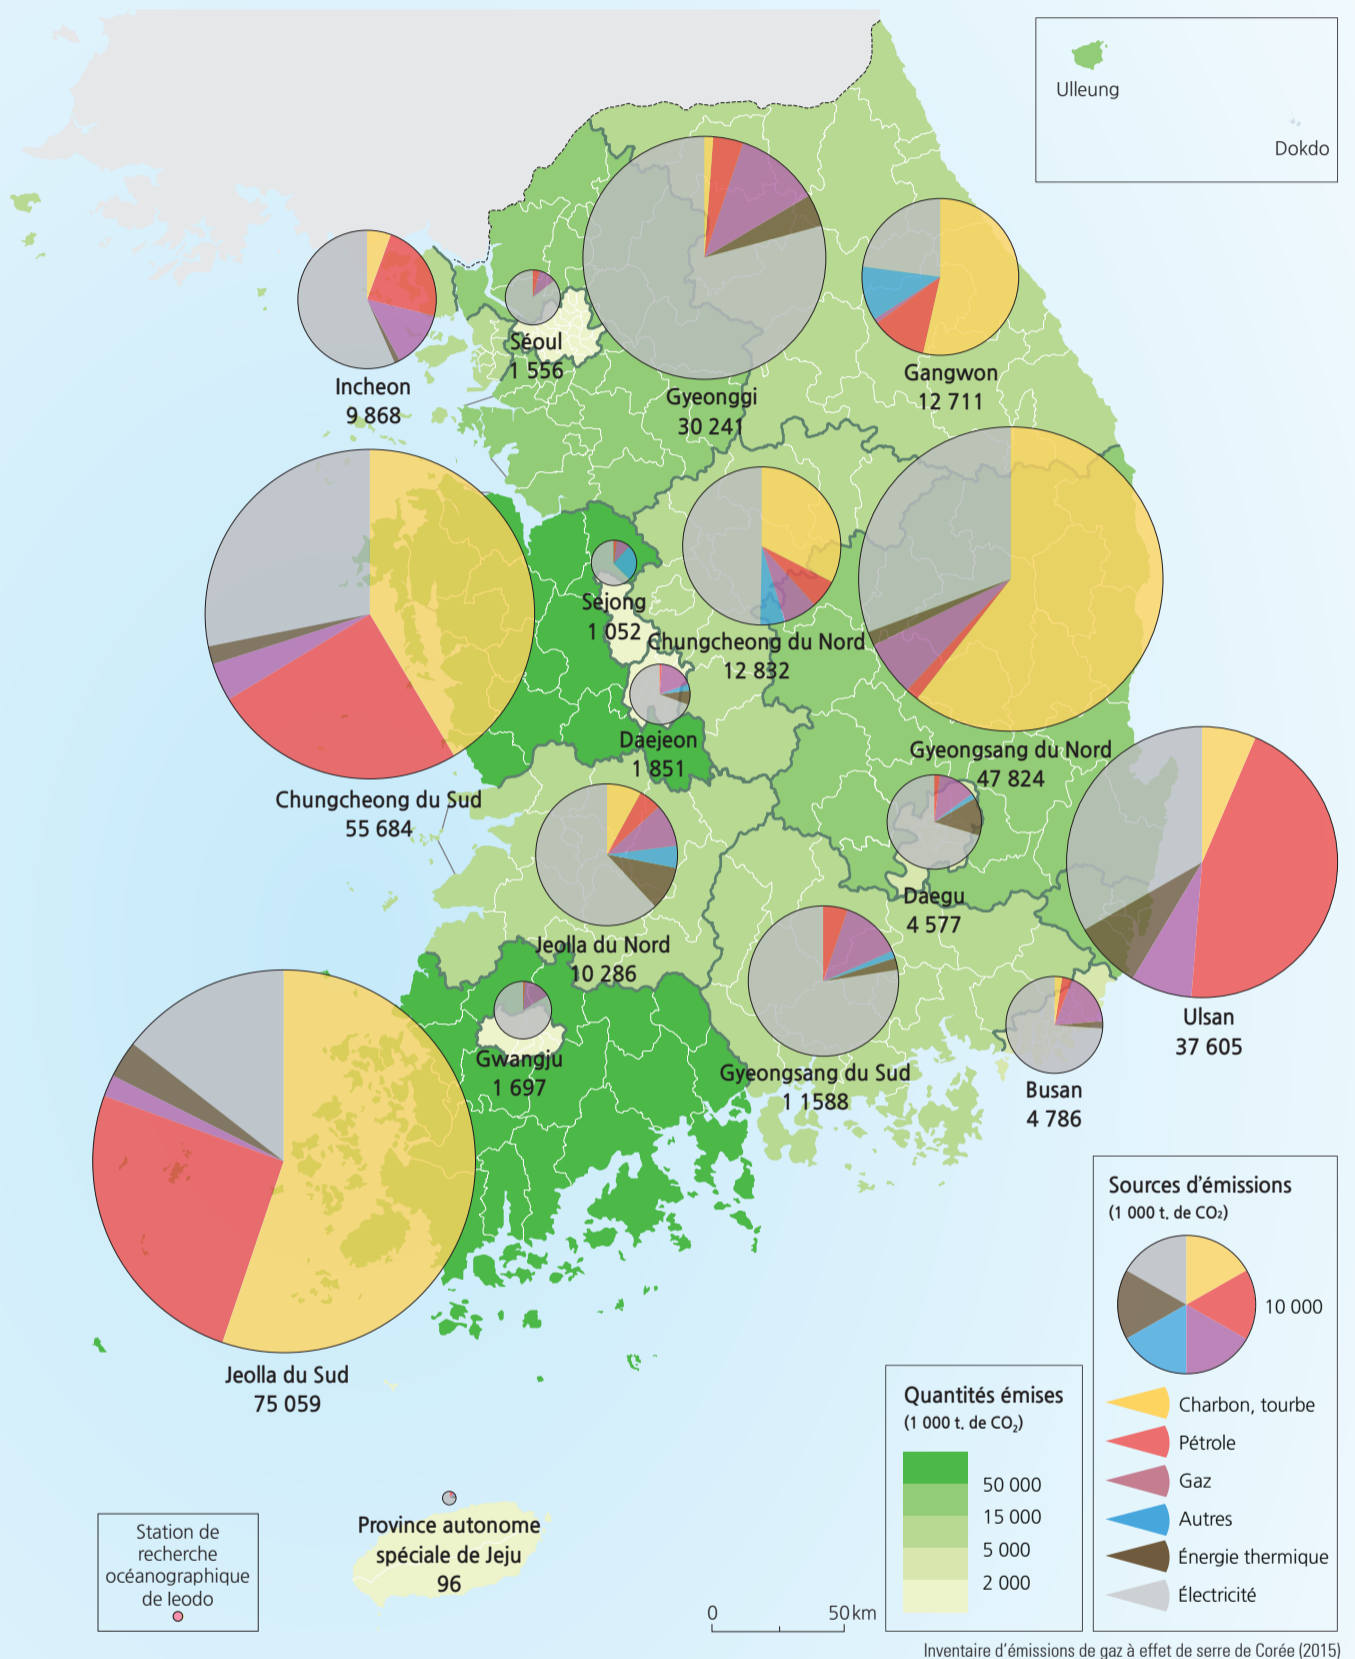 Ulleung
Dokdo
Incheon
9 868
Séoul
1 556
Gyeonggi
30 241
Gangwon
12 711
Sejong
1 052
Chungcheong du Nord
12 832
Daejeon
1 851
Gyeongsang du Nord
47 824
Chungcheong du Sud
55 684
Daegu
4 577
Jeolla du Nord
10 286
Ulsan
37 605
Gwangju
1 697
Gyeongsang du Sud
1 1588
Busan
4 786
Jeolla du Sud
75 059
Province autonome
spéciale de Jeju
96
Station de
recherche
océanographique
de Ieodo
0 50 km
Quantités émises
(1 000 t. de CO₂)
50 000
15 000
5 000
2 000
Sources d'émissions
(1 000 t. de CO₂)
10 000
Charbon, tourbe
Pétrole
Gaz
Autres
Énergie thermique
Électricité
Inventaire d'émissions de gaz à effet de serre de Corée (2015)